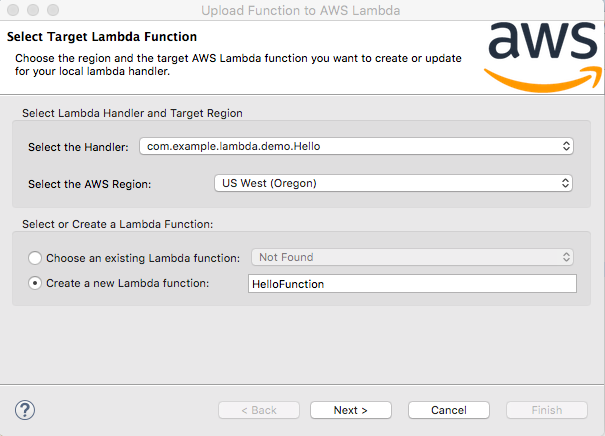 Upload Function to AWS Lambda
Select Target Lambda Function
Choose the region and the target AWS Lambda function you want to create or update
for your local lambda handler.
aws
Select Lambda Handler and Target Region
Select the Handler: com.example.lambda.demo.Hello
Select the AWS Region: US West (Oregon)
Select or Create a Lambda Function:
Choose an existing Lambda function: Not Found
Create a new Lambda function: HelloFunction
? < Back Next > Cancel Finish